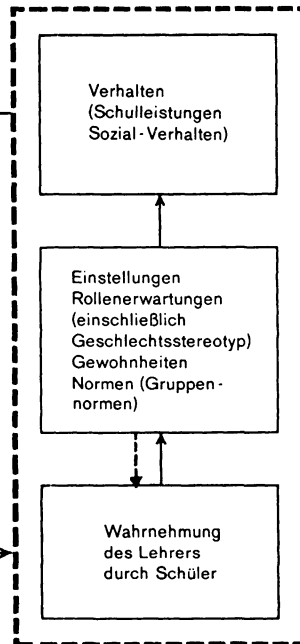 Verhalten
(Schulleistungen
Sozial-Verhalten)
Einstellungen
Rollenerwartungen
(einschließlich
Geschlechtsstereotyp)
Gewohnheiten
Normen (Gruppen-
normen)
Wahrnehmung
des Lehrers
durch Schüler